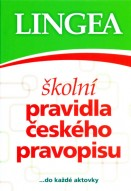 LINGEA
školní
pravidla
českého
pravopisu
...do každé aktovky